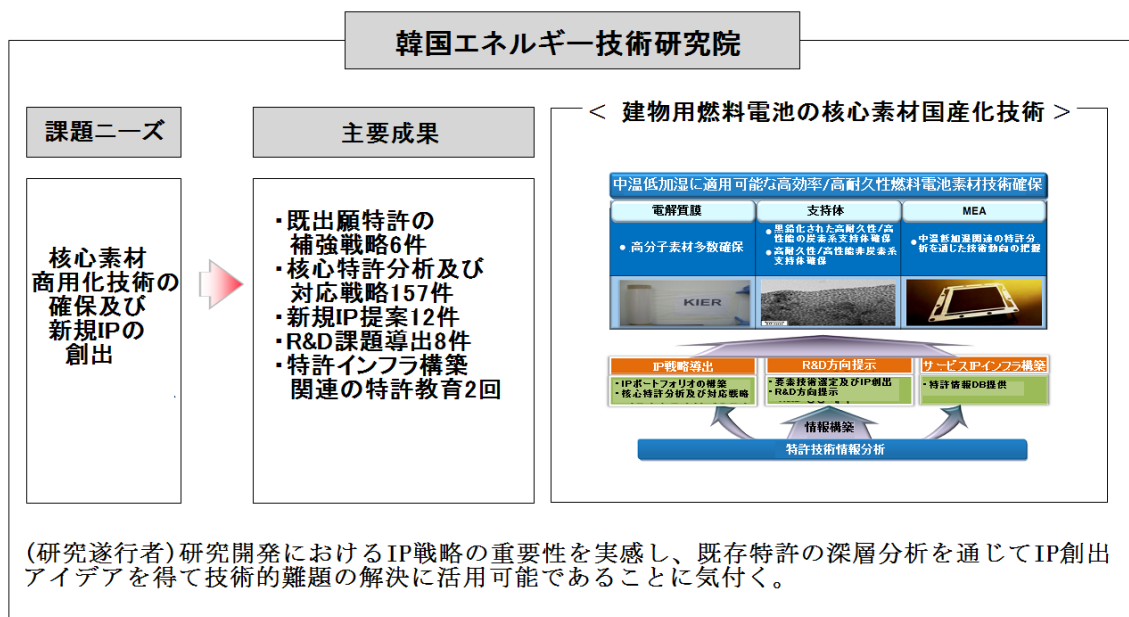 韓国エネルギー技術研究院
課題ニーズ
核心素材
商用化技術の
確保及び
新規IPの
創出
主要成果
・既出願特許の
補強戦略6件
・核心特許分析及び
対応戦略157件
・新規IP提案12件
・R&D課題導出8件
・特許インフラ構築
関連の特許教育2回
< 建物用燃料電池の核心素材国産化技術 >
中温低加湿に適用可能な高効率/高耐久性燃料電池素材技術確保
電解質膜
• 高分子素材多数確保
KIER
支持体
●黒鉛化された高耐久性/高
性能の炭素系支持体確保
●高耐久性/高性能非炭素系
支持体確保
MEA
●中温低加湿関連の特許分
析を通じた技術動向の把握
IP戦略導出
・IPポートフォリオの構築
・核心特許分析及び対応戦略
R&D方向提示
・要素技術選定及びIP創出
・R&D方向提示
サービスIPインフラ構築
・特許情報DB提供
情報構築
特許技術情報分析
(研究遂行者)研究開発におけるIP戦略の重要性を実感し、既存特許の深層分析を通じてIP創出
アイデアを得て技術的難題の解決に活用可能であることに気付く。